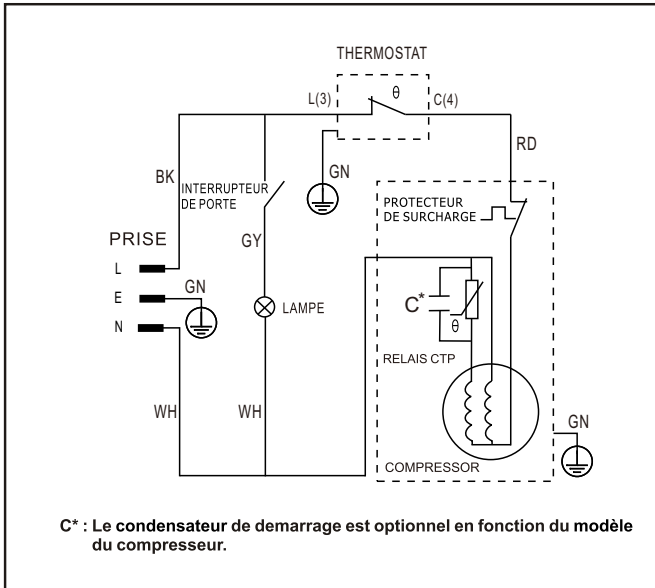 THERMOSTAT
L(3)
θ
C(4)
RD
BK
GN
INTERRUPTEUR
DE PORTE
PROTECTEUR
DE SURCHARGE
GY
PRISE
L
E
N
GN
LAMPE
C*
θ
RELAIS CTP
WH
WH
GN
COMPRESSOR
C* : Le condensateur de demarrage est optionnel en fonction du modèle
du compresseur.